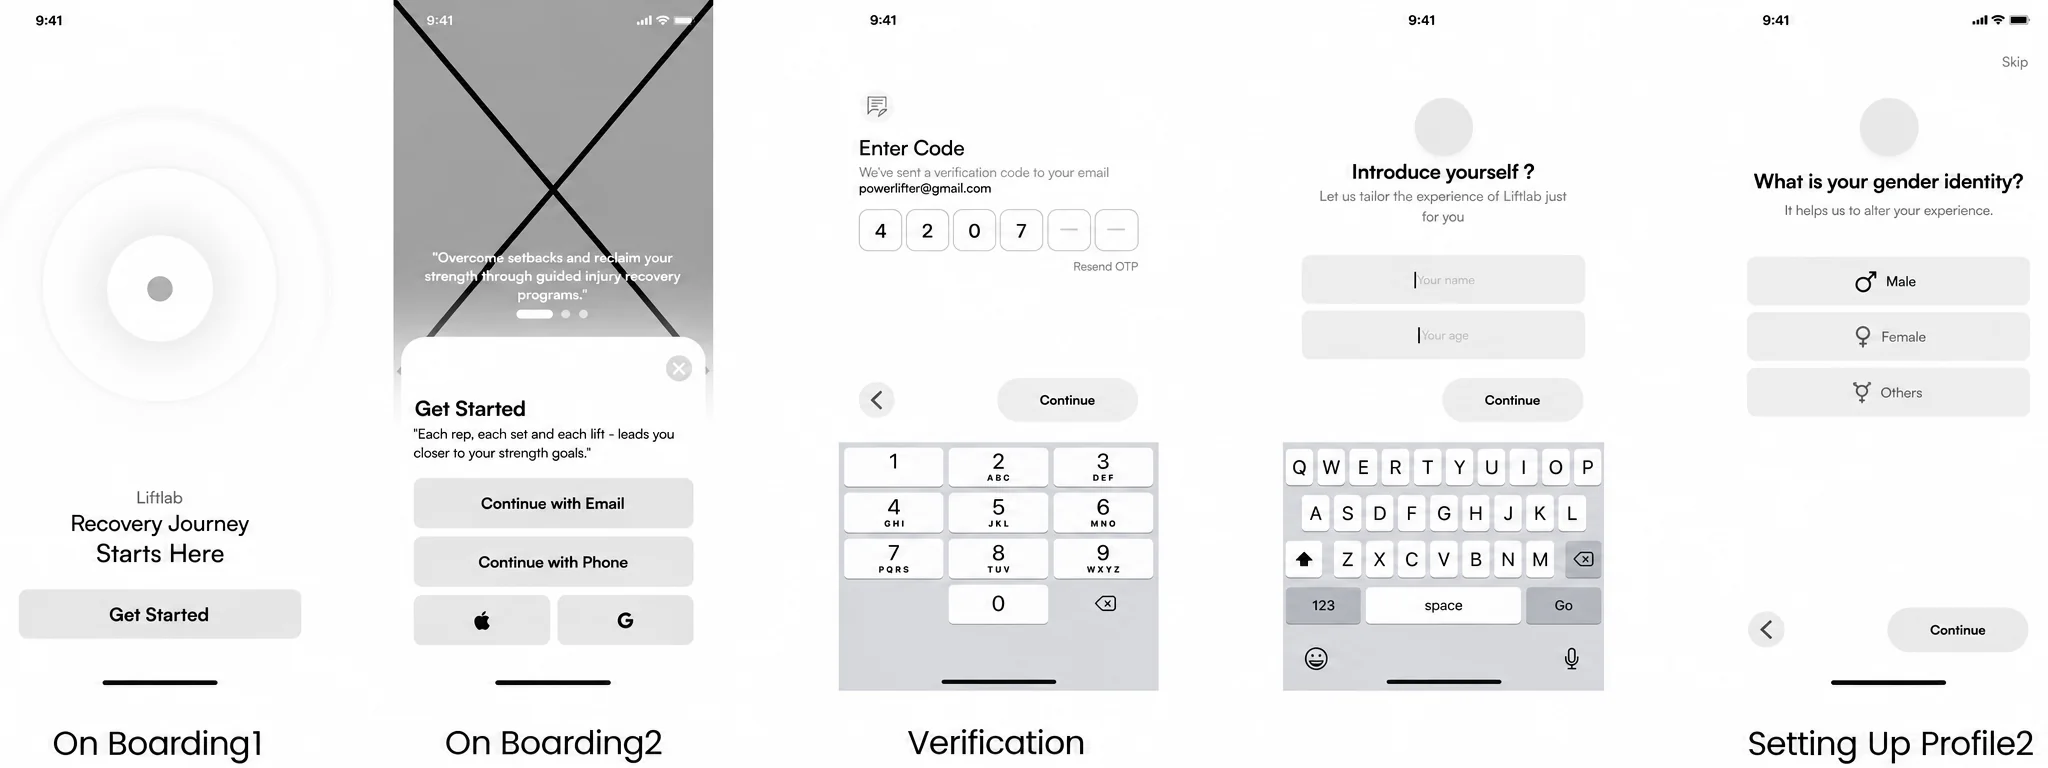 9:41
Liftlab
Recovery Journey
Starts Here
Get Started
On Boarding1
9:41
"Overcome setbacks and reclaim your
strength through guided injury recovery
programs."
Get Started
"Each rep, each set and each lift - leads you
closer to your strength goals."
Continue with Email
Continue with Phone
G
On Boarding2
9:41
Enter Code
We've sent a verification code to your email
powerlifter@gmail.com
4 2 0 7 — —
Resend OTP
Continue
1 2 3
ABC DEF
4 5 6
GHI JKL MNO
7 8 9
PQRS TUV WXYZ
0
Verification
9:41
Introduce yourself ?
Let us tailor the experience of Liftlab just
for you
Your name
Your age
Continue
Q W E R T Y U I O P
A S D F G H J K L
Z X C V B N M
123 space Go
9:41
Skip
What is your gender identity?
It helps us to alter your experience.
Male
Female
Others
Continue
Setting Up Profile2